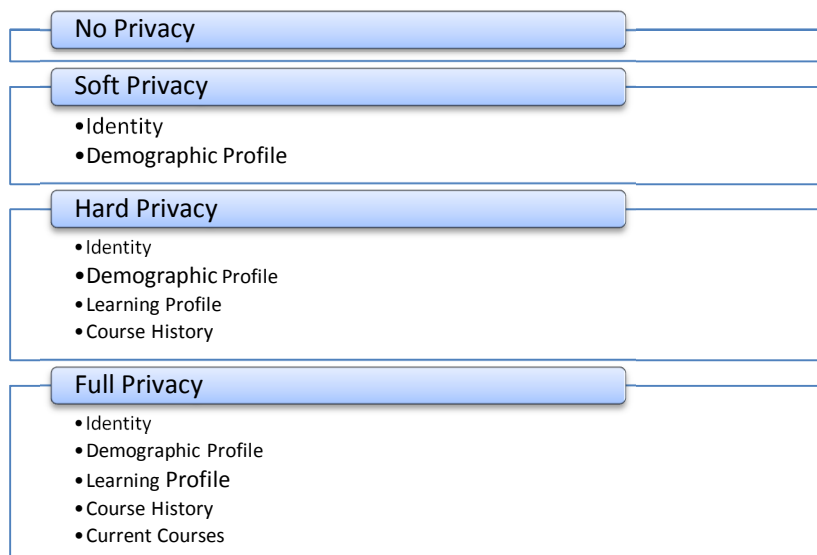 No Privacy
Soft Privacy
•Identity
•Demographic Profile
Hard Privacy
•Identity
•Demographic Profile
•Learning Profile
•Course History
Full Privacy
•Identity
•Demographic Profile
•Learning Profile
•Course History
•Current Courses